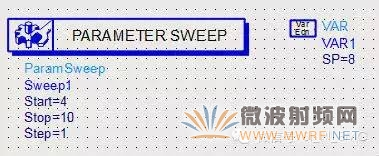 PARAMETER SWEEP
ParamSweep
Sweep1
Start=4
Stop=10
Step=1
Var
Eqn
VAR
VAR1
SP=8
微波射频网
WWW.MWRF.NET